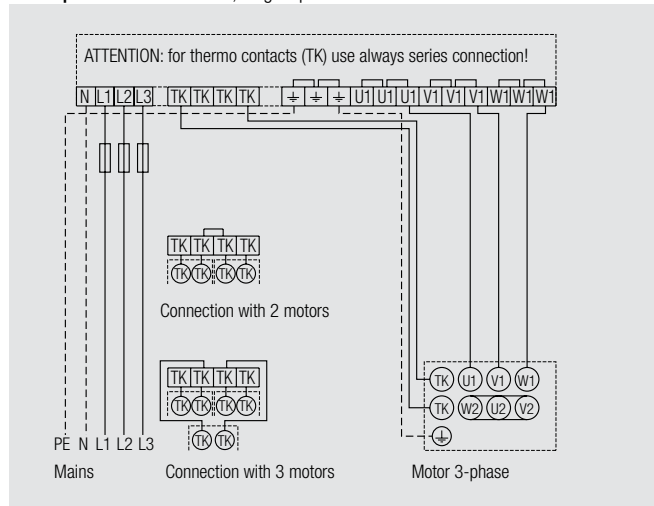 ATTENTION: for thermo contacts (TK) use always series connection!
N L1 L2 L3 TK TK TK TK U1 U1 U1 V1 V1 V1 W1 W1 W1
TK TK TK TK
TK TK TK TK
Connection with 2 motors
TK TK TK TK
TK TK TK TK
TK TK
TK U1 V1 W1
TK W2 U2 V2
PE N L1 L2 L3
Mains
Connection with 3 motors
Motor 3-phase